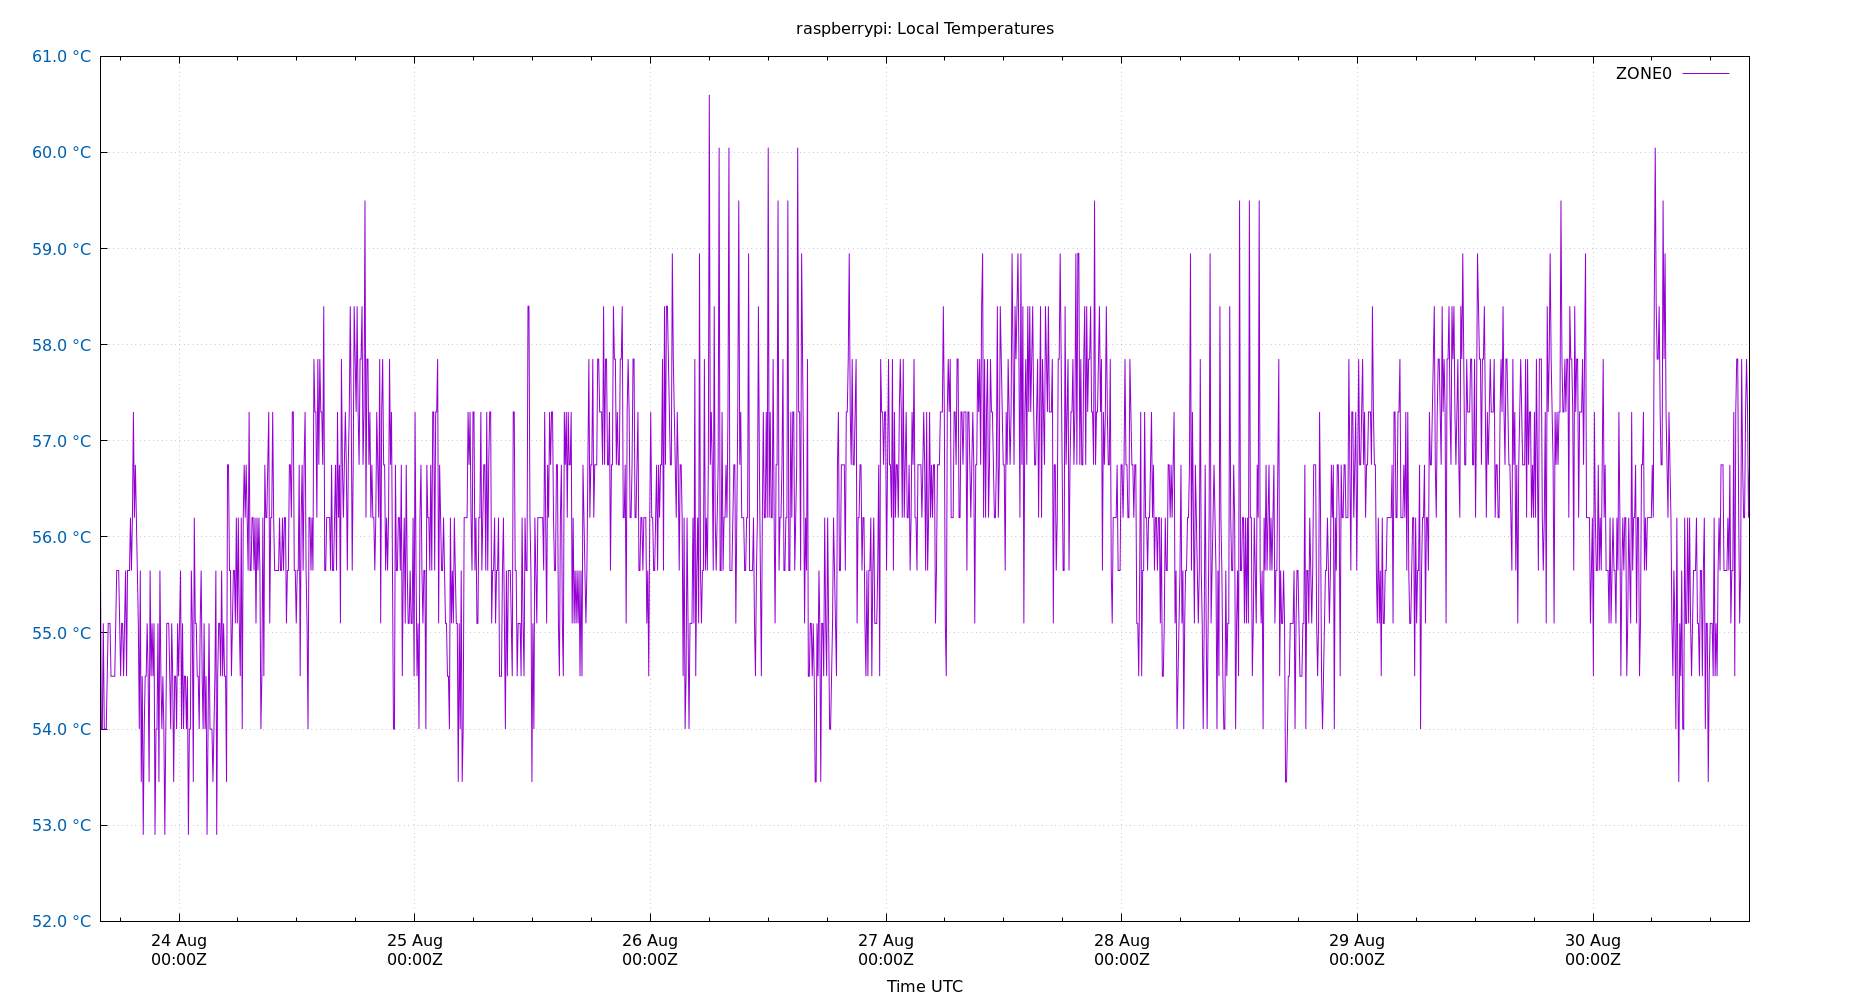 raspberrypi: Local Temperatures
61.0 °C
ZONE0
60.0 °C
59.0 °C
58.0 °C
57.0 °C
56.0 °C
55.0 °C
54.0 °C
53.0 °C
52.0 °C
24 Aug 25 Aug 26 Aug 27 Aug 28 Aug 29 Aug 30 Aug
00:00Z 00:00Z 00:00Z 00:00Z 00:00Z 00:00Z 00:00Z
Time UTC